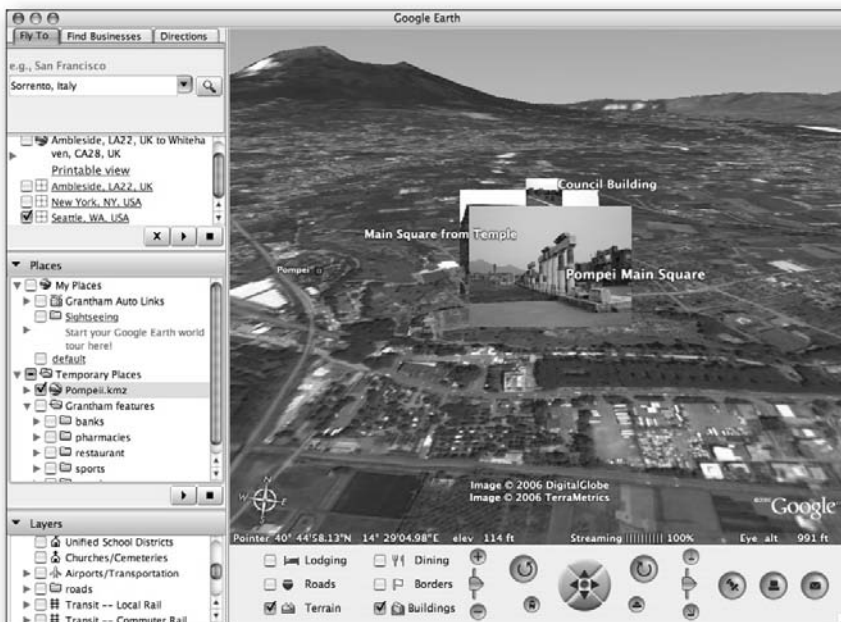 Google Earth
Fly To
Find Businesses
Directions
e.g., San Francisco
Sorrento, Italy
Ambleside, LA22, UK to Whiteha
ven, CA28, UK
Printable view
Ambleside, LA22, UK
New York, NY, USA
Seattle, WA, USA
Places
My Places
Grantham Auto Links
Sightseeing
Start your Google Earth world
tour here!
default
Temporary Places
Pompeii.kmz
Grantham features
banks
pharmacies
restaurant
sports
Layers
Unified School Districts
Churches/Cemeteries
Airports/Transportation
roads
Transit -- Local Rail
Transit -- Commuter Rail
Council Building
Main Square from Temple
Pompei
Pompei Main Square
N
W
E
S
Image © 2006 DigitalGlobe
Image © 2006 TerraMetrics
Google
Pointer 40° 44'58.13"N 14° 29'04.98"E elev 114 ft Streaming |||||||||| 100% Eye alt 991 ft
Lodging
Dining
Roads
Borders
Terrain
Buildings